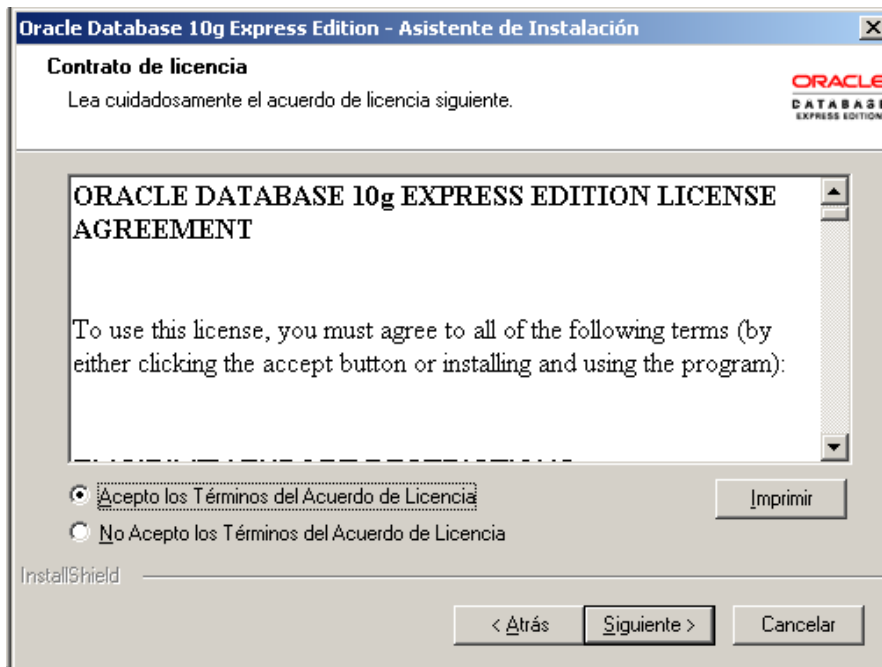 Oracle Database 10g Express Edition - Asistente de Instalación
Contrato de licencia
Lea cuidadosamente el acuerdo de licencia siguiente.
ORACLE
DATABASE
EXPRESS EDITION
ORACLE DATABASE 10g EXPRESS EDITION LICENSE
AGREEMENT
To use this license, you must agree to all of the following terms (by
either clicking the accept button or installing and using the program):
Acepto los Términos del Acuerdo de Licencia
Imprimir
No Acepto los Términos del Acuerdo de Licencia
InstallShield
< Atrás
Siguiente >
Cancelar